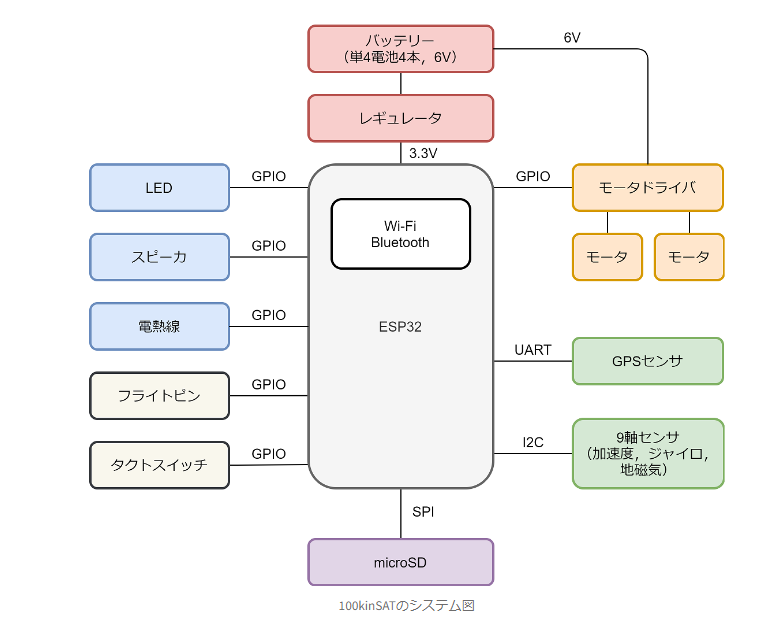 バッテリー
（単4電池4本，6V）
6V
レギュレータ
3.3V
LED
GPIO
GPIO
モータドライバ
Wi-Fi
Bluetooth
スピーカ
GPIO
モータ
モータ
電熱線
GPIO
ESP32
UART
GPSセンサ
フライトピン
GPIO
I2C
9軸センサ
（加速度，ジャイロ，
地磁気）
タクトスイッチ
GPIO
SPI
microSD
100kinSATのシステム図